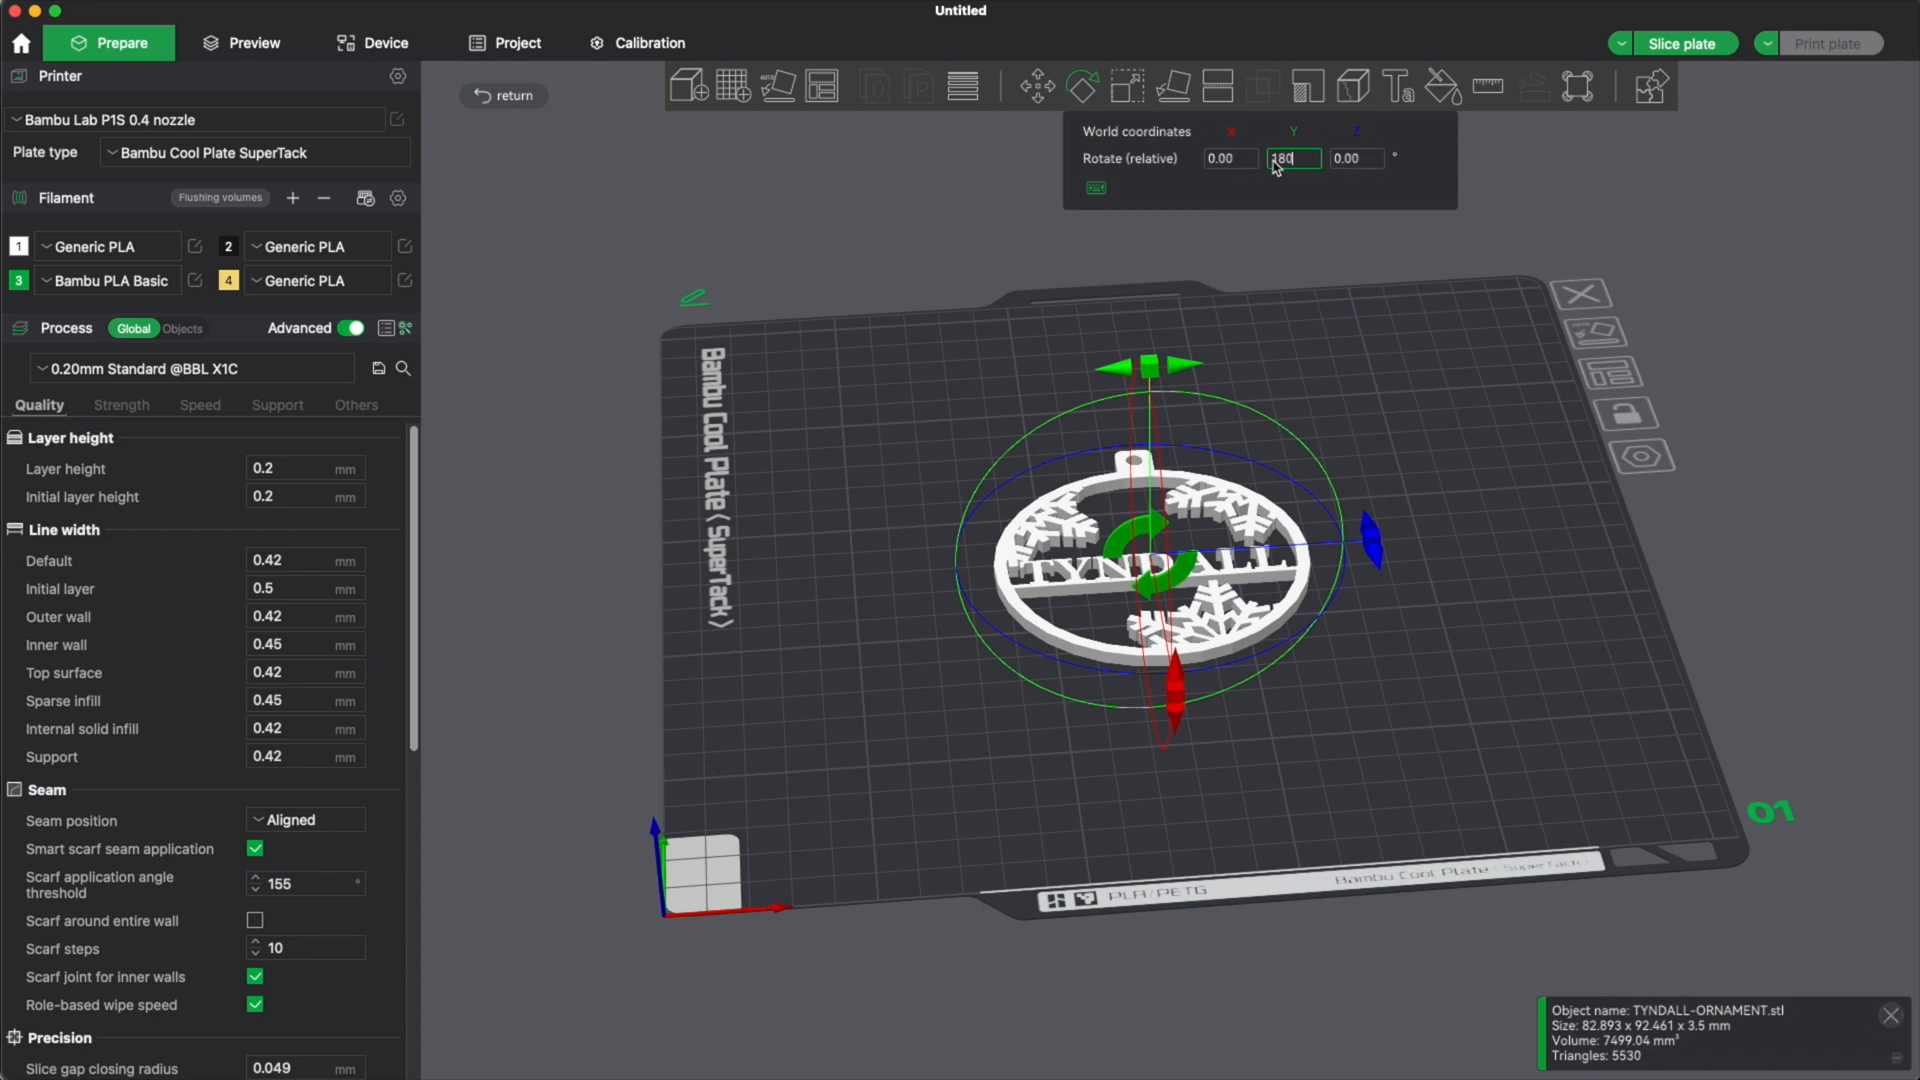 Untitled
Prepare
Preview
Device
Project
Calibration
Slice plate
Print plate
Printer
Bambu Lab P1S 0.4 nozzle
Plate type
Bambu Cool Plate SuperTack
Filament
Flushing volumes
1
Generic PLA
2
Generic PLA
3
Bambu PLA Basic
4
Generic PLA
Process
Global
Objects
Advanced
0.20mm Standard @BBL X1C
Quality
Strength
Speed
Support
Others
Layer height
Layer height
0.2
mm
Initial layer height
0.2
mm
Line width
Default
0.42
mm
Initial layer
0.5
mm
Outer wall
0.42
mm
Inner wall
0.45
mm
Top surface
0.42
mm
Sparse infill
0.45
mm
Internal solid infill
0.42
mm
Support
0.42
mm
Seam
Seam position
Aligned
Smart scarf seam application
Scarf application angle
threshold
155
°
Scarf around entire wall
Scarf steps
10
Scarf joint for inner walls
Role-based wipe speed
Precision
Slice gap closing radius
0.049
mm
return
AUTO
World coordinates
X
Y
Z
Rotate (relative)
0.00
180
0.00
°
Bambu Cool Plate < SuperTack >
TYNDALL
01
PLA/PETG
Bambu Cool Plate < SuperTack >
Object name: TYNDALL-ORNAMENT.stl
Size: 82.893 x 92.461 x 3.5 mm
Volume: 7499.04 mm³
Triangles: 5530